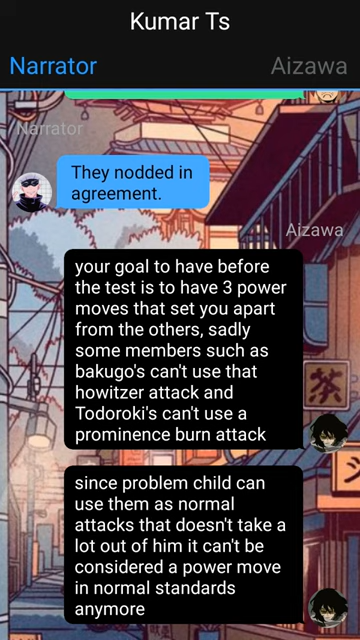 Kumar Ts
Narrator
Aizawa
Narrator
They nodded in
agreement.
Aizawa
your goal to have before
the test is to have 3 power
moves that set you apart
from the others, sadly
some members such as
bakugo's can't use that
howitzer attack and
Todoroki's can't use a
prominence burn attack
since problem child can
use them as normal
attacks that doesn't take a
lot out of him it can't be
considered a power move
in normal standards
anymore